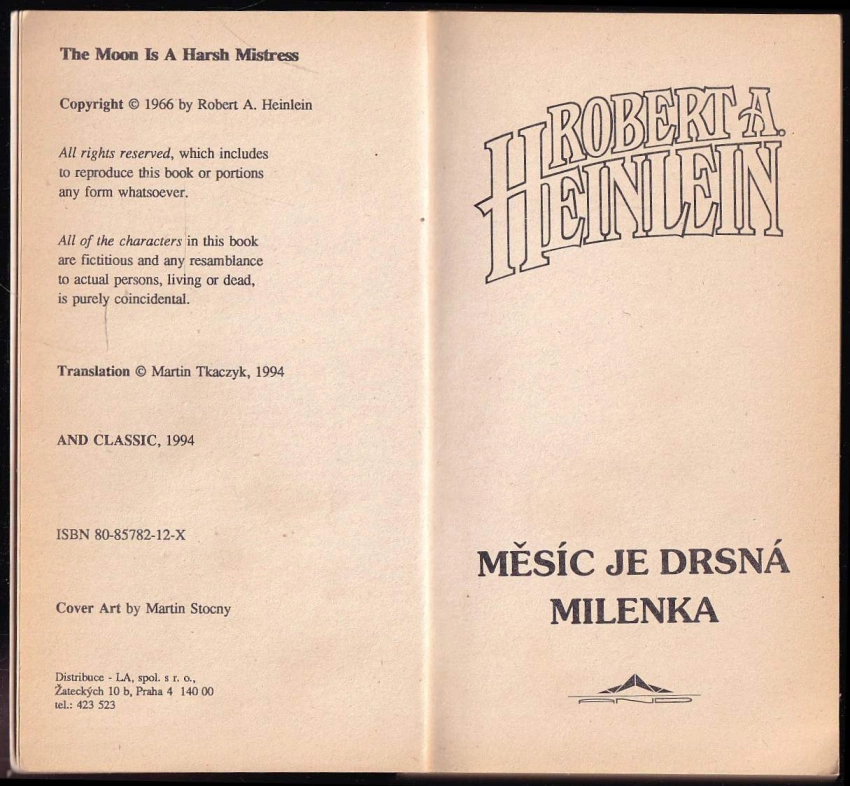 The Moon Is A Harsh Mistress
Copyright © 1966 by Robert A. Heinlein
All rights reserved, which includes
to reproduce this book or portions
any form whatsoever.
All of the characters in this book
are fictitious and any resamblance
to actual persons, living or dead,
is purely coincidental.
Translation © Martin Tkaczyk, 1994
AND CLASSIC, 1994
ISBN 80-85782-12-X
Cover Art by Martin Stocny
Distribuce - LA, spol. s r. o.,
Žateckých 10 b, Praha 4 140 00
tel.: 423 523
ROBERT A.
HEINLEIN
MĚSÍC JE DRSNÁ
MILENKA
AND